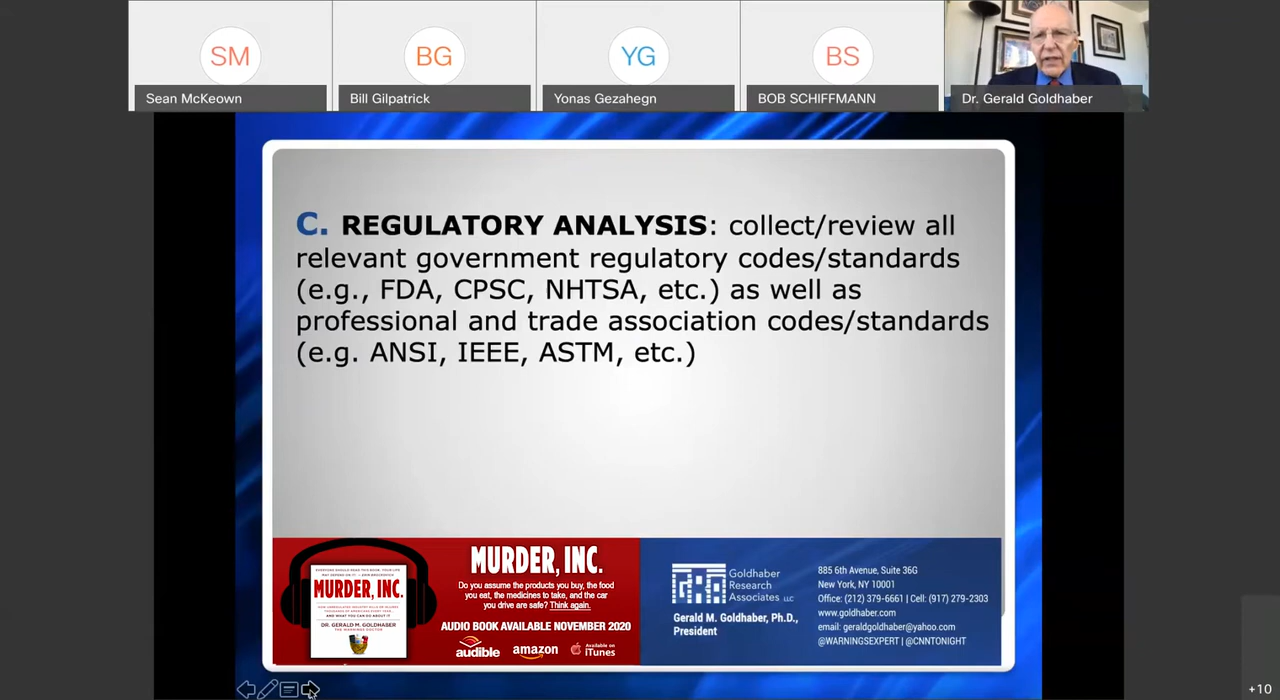 SM
BG
YG
BS
Sean McKeown
Bill Gilpatrick
Yonas Gezahegn
BOB SCHIFFMANN
Dr. Gerald Goldhaber
C. REGULATORY ANALYSIS: collect/review all
relevant government regulatory codes/standards
(e.g., FDA, CPSC, NHTSA, etc.) as well as
professional and trade association codes/standards
(e.g. ANSI, IEEE, ASTM, etc.)
MURDER, INC.
DR. GERALD M. GOLDHABER
THE WARNINGS DOCTOR
MURDER, INC.
Do you assume the products you buy, the food
you eat, the medicines to take, and the car
you drive are safe? Think again.
AUDIO BOOK AVAILABLE NOVEMBER 2020
audible
amazon
Available on
iTunes
Goldhaber
Research
Associates LLC
Gerald M. Goldhaber, Ph.D.,
President
885 6th Avenue, Suite 36G
New York, NY 10001
Office: (212) 379-6661 | Cell: (917) 279-2303
www.goldhaber.com
email: geraldgoldhaber@yahoo.com
@WARNINGSEXPERT | @CNNTONIGHT
+10